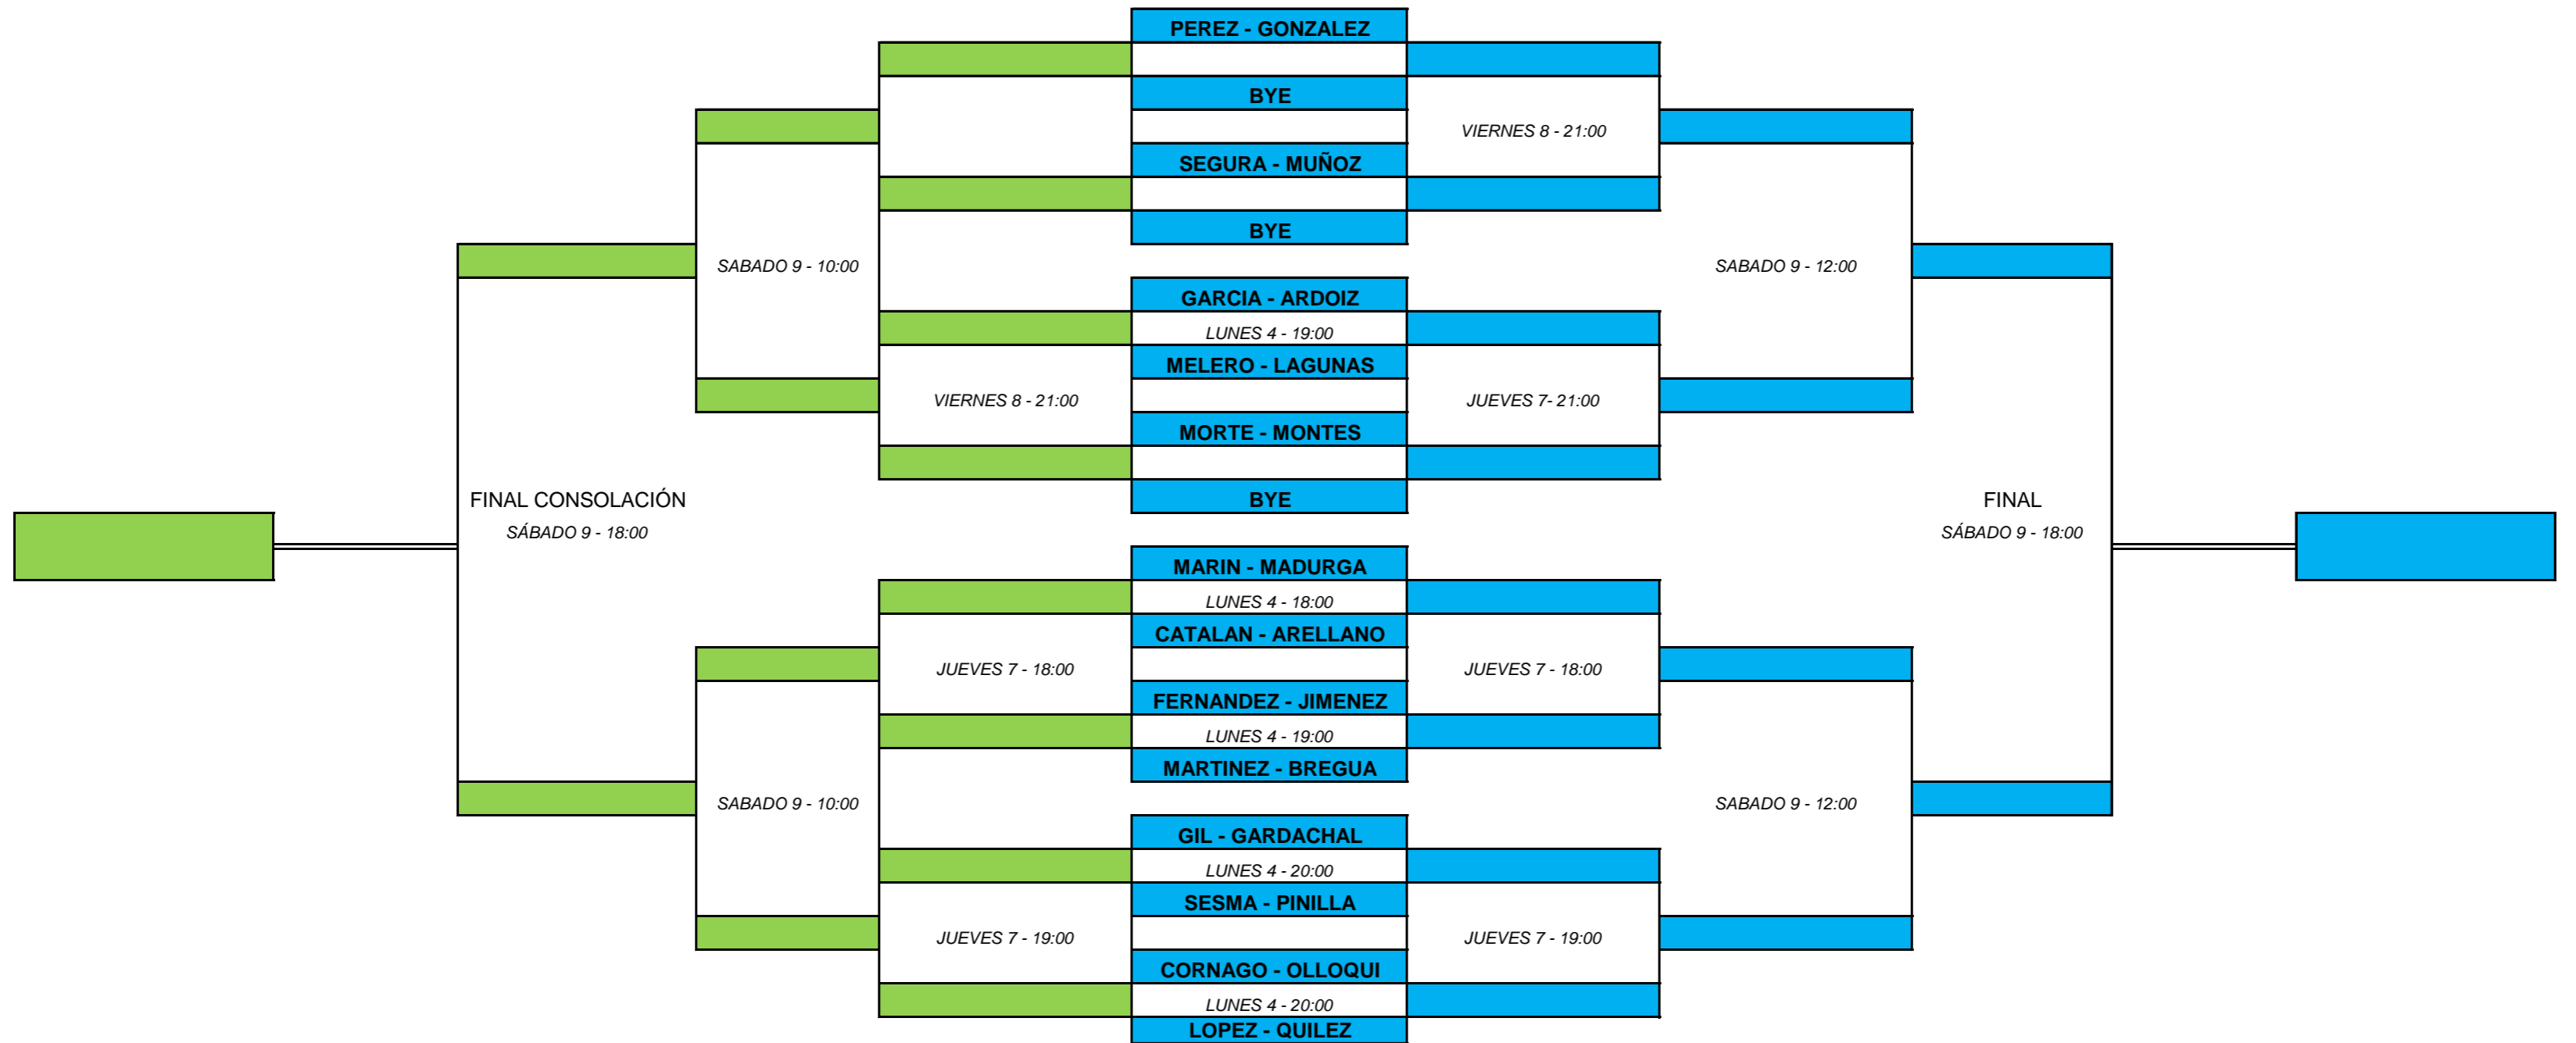 PEREZ - GONZALEZ
BYE
VIERNES 8 - 21:00
SEGURA - MUÑOZ
BYE
SABADO 9 - 10:00
SABADO 9 - 12:00
GARCIA - ARDOIZ
LUNES 4 - 19:00
MELERO - LAGUNAS
VIERNES 8 - 21:00
JUEVES 7- 21:00
MORTE - MONTES
BYE
FINAL CONSOLACIÓN
SÁBADO 9 - 18:00
FINAL
SÁBADO 9 - 18:00
MARIN - MADURGA
LUNES 4 - 18:00
CATALAN - ARELLANO
JUEVES 7 - 18:00
JUEVES 7 - 18:00
FERNANDEZ - JIMENEZ
LUNES 4 - 19:00
MARTINEZ - BREGUA
SABADO 9 - 10:00
SABADO 9 - 12:00
GIL - GARDACHAL
LUNES 4 - 20:00
SESMA - PINILLA
JUEVES 7 - 19:00
JUEVES 7 - 19:00
CORNAGO - OLLOQUI
LUNES 4 - 20:00
LOPEZ - QUILEZ